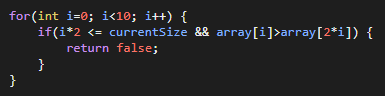 for(int i=0; i<10; i++) {
    if(i*2 <= currentSize && array[i]>array[2*i]) {
        return false;
    }
}